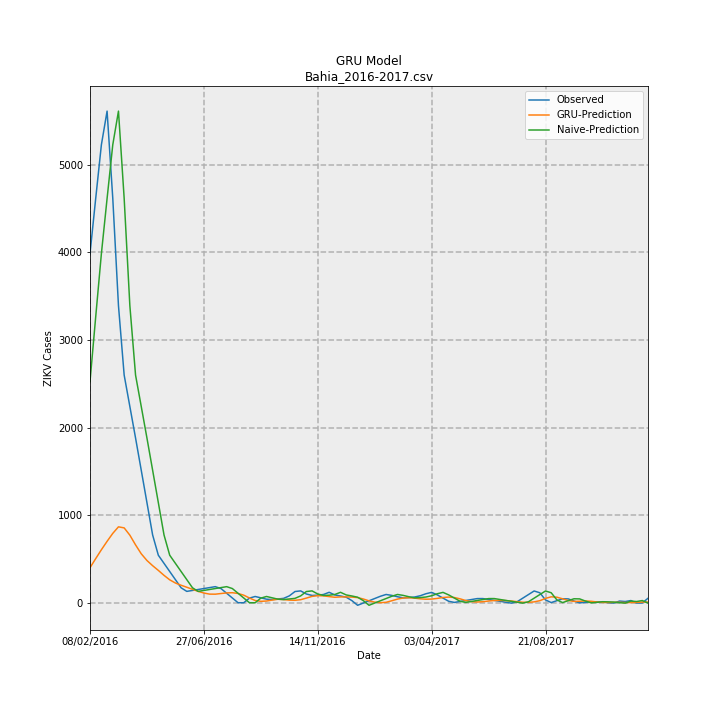 GRU Model
Bahia_2016-2017.csv
Observed
GRU-Prediction
Naive-Prediction
ZIKV Cases
5000
4000
3000
2000
1000
0
08/02/2016 27/06/2016 14/11/2016 03/04/2017 21/08/2017
Date